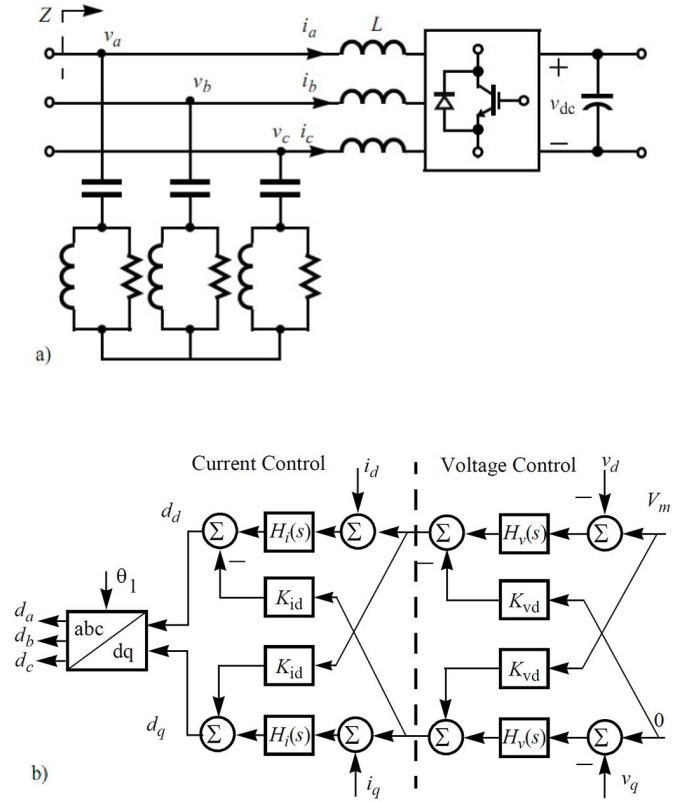 Z
v_a
i_a
L
v_b
i_b
+
v_dc
v_c i_c
−
a)
Current Control
Voltage Control
i_d
v_d
−
V_m
d_d
Σ
H_i(s)
Σ
Σ
H_v(s)
Σ
−
−
θ_1
K_id
K_vd
d_a
d_b
d_c
abc
dq
K_id
K_vd
d_q
0
Σ
H_i(s)
Σ
Σ
H_v(s)
Σ
−
b)
i_q
v_q